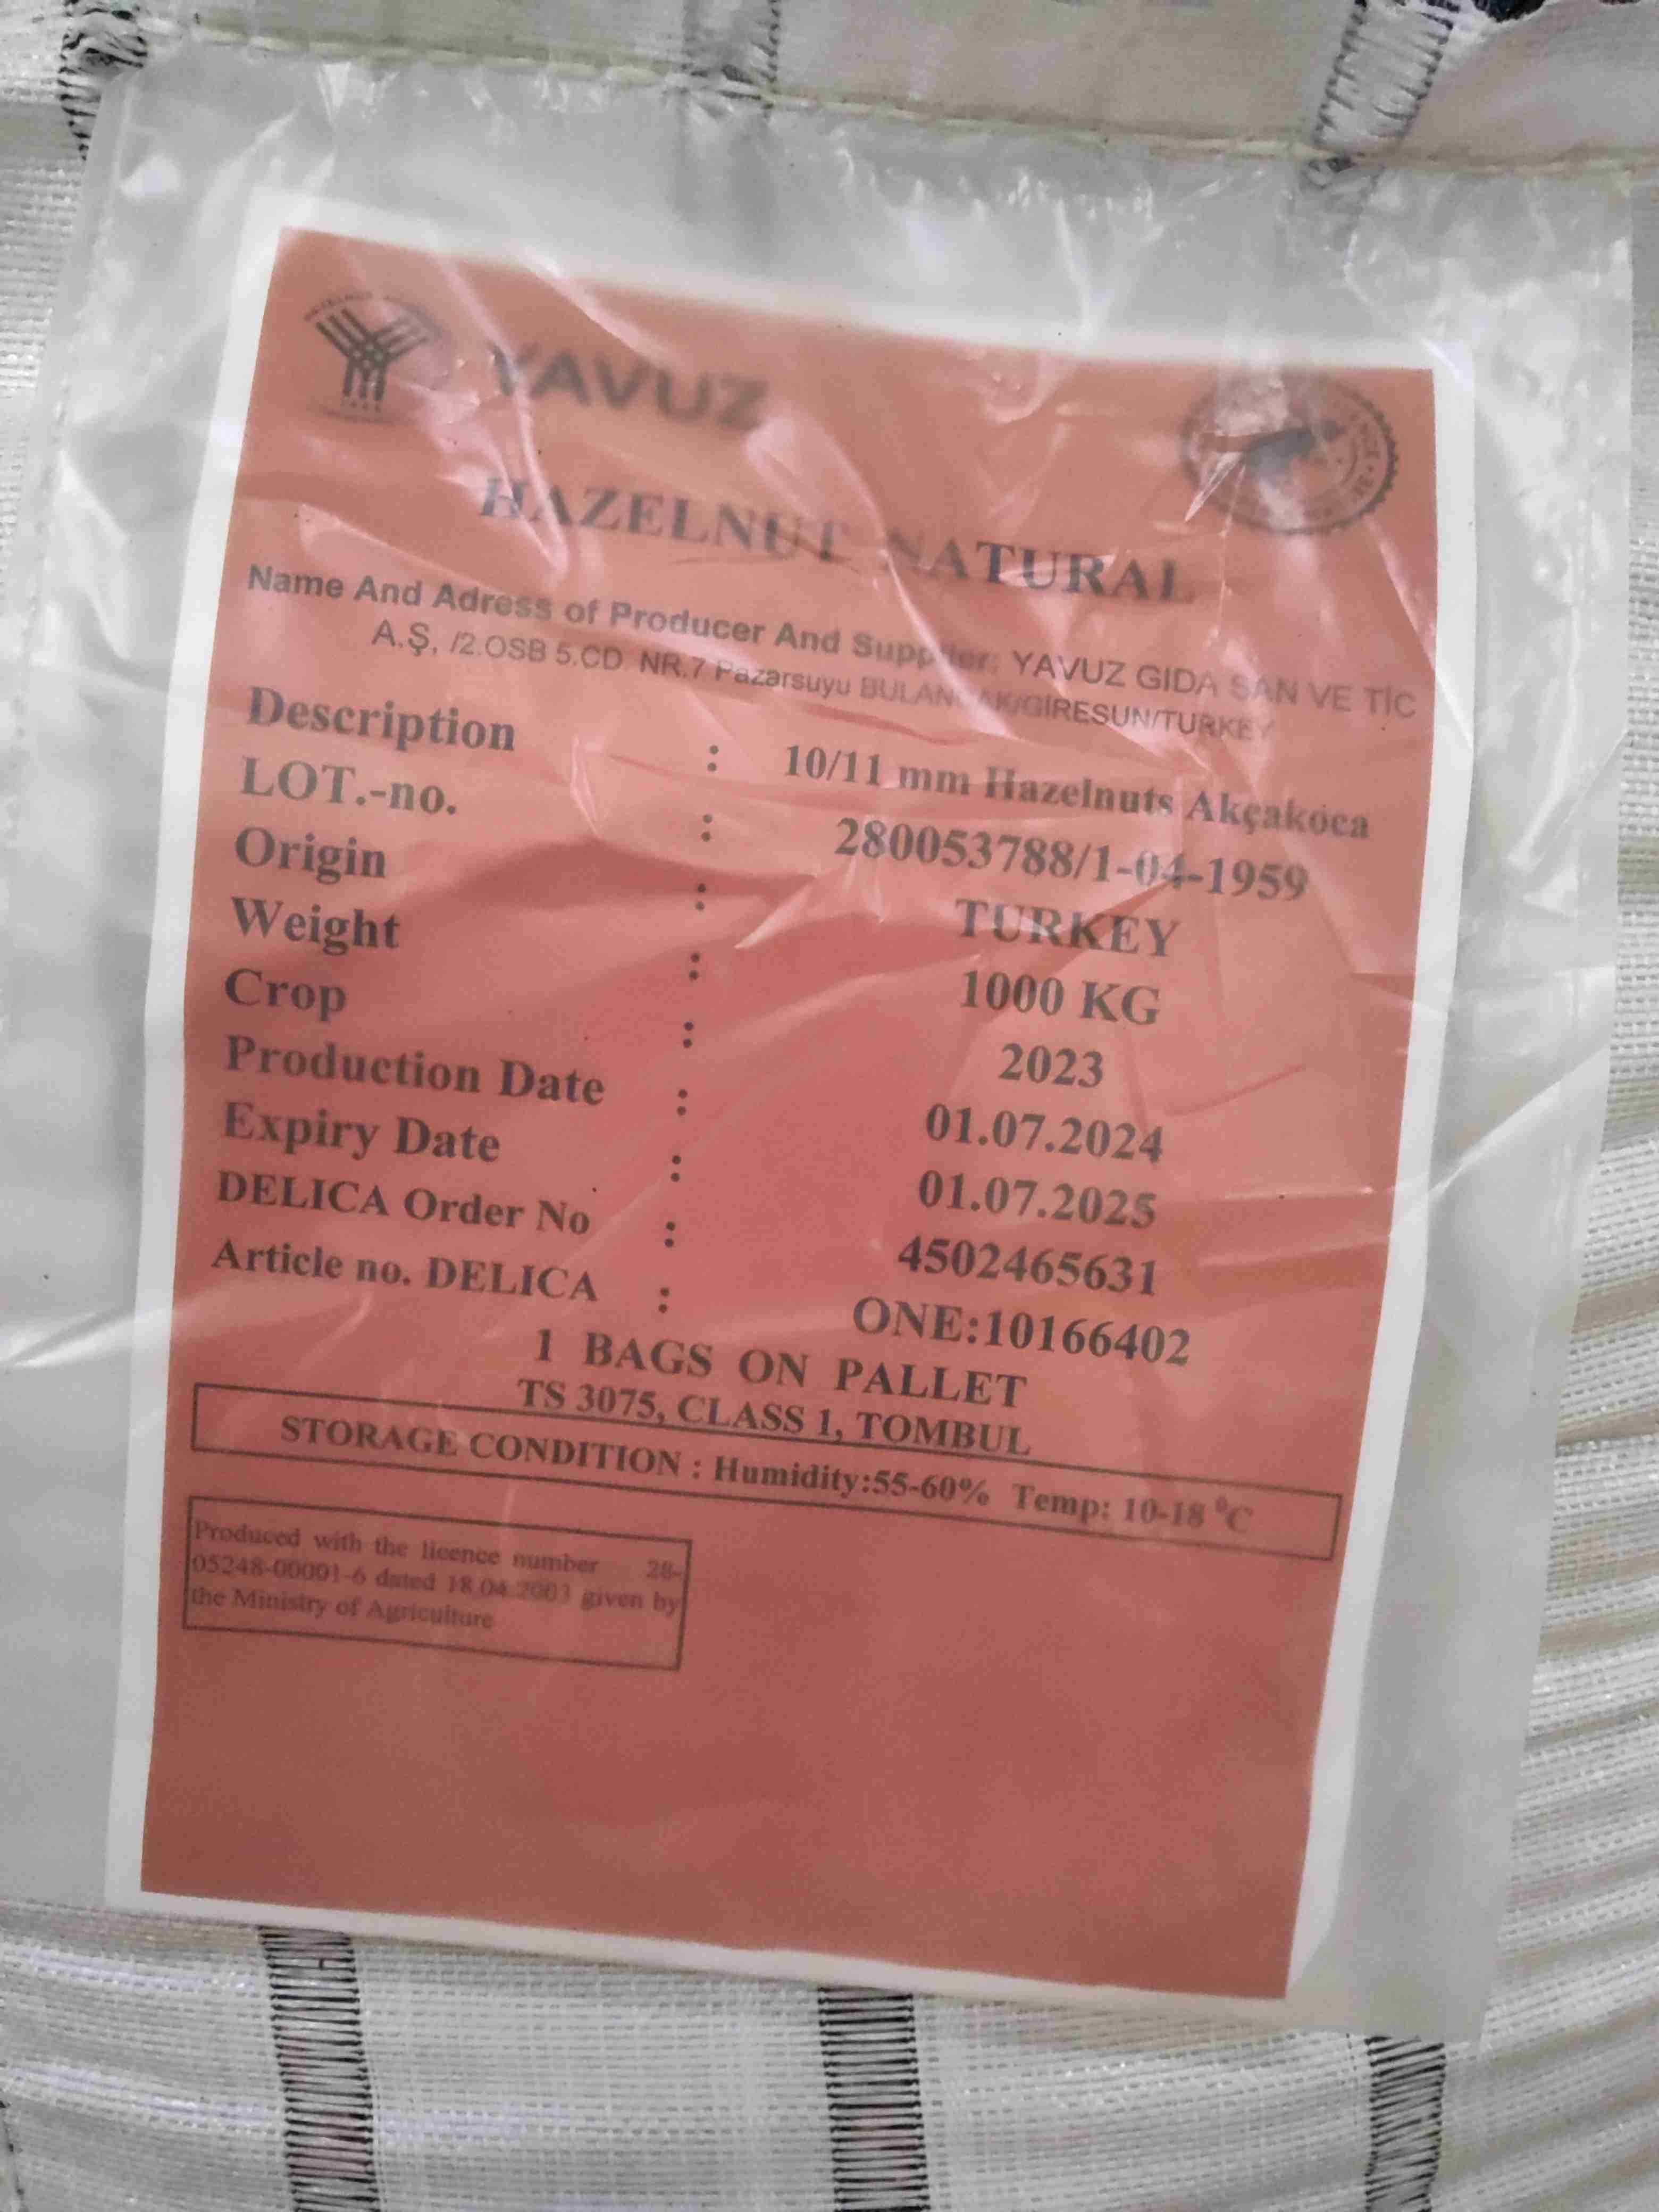 YAVUZ
HAZELNUT NATURAL
Name And Adress of Producer And Supplier: YAVUZ GIDA SAN VE TİC
A.Ş, /2.OSB 5.CD. NR.7 Pazarsuyu BULANCAK/GİRESUN/TURKEY
Description : 10/11 mm Hazelnuts Akçakoca
LOT.-no. : 280053788/1-04-1959
Origin : TURKEY
Weight : 1000 KG
Crop : 2023
Production Date : 01.07.2024
Expiry Date : 01.07.2025
DELICA Order No : 4502465631
Article no. DELICA : ONE:10166402
1 BAGS ON PALLET
TS 3075, CLASS 1, TOMBUL
STORAGE CONDITION : Humidity:55-60% Temp: 10-18 °C
Produced with the licence number 28-
05248-00001-6 dated 18.04.2003 given by
the Ministry of Agriculture